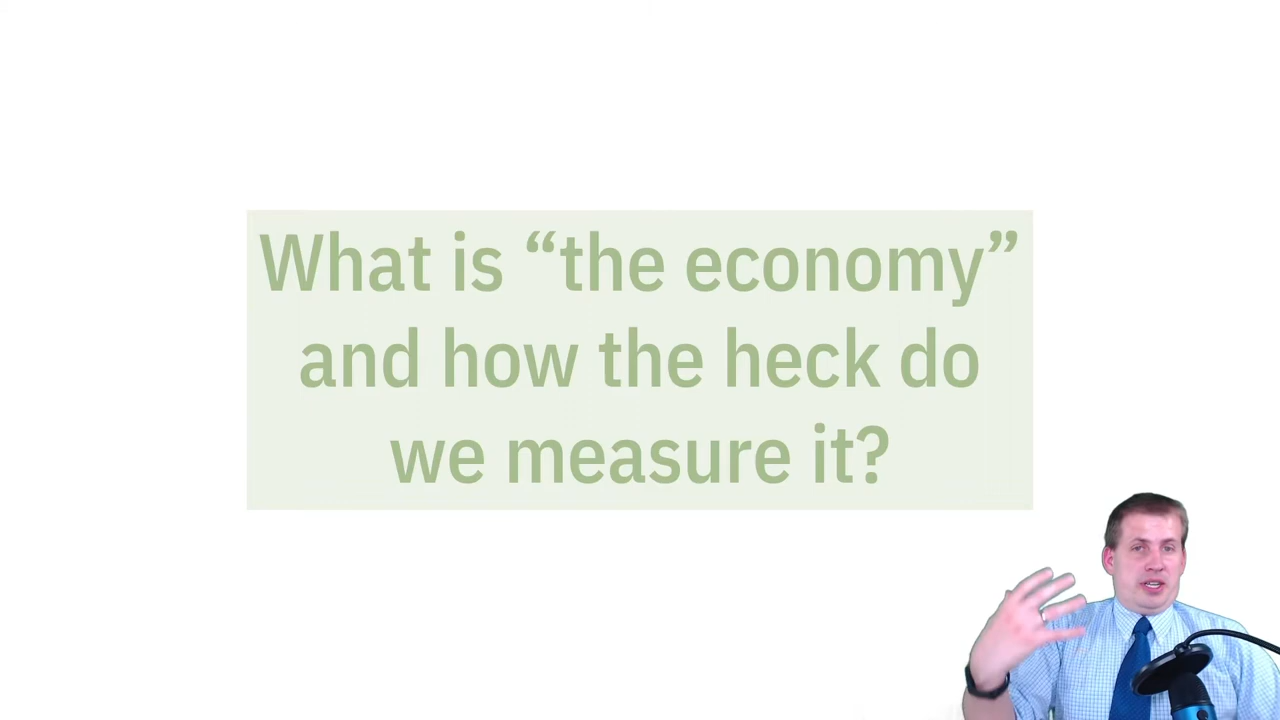 What is “the economy”
and how the heck do
we measure it?